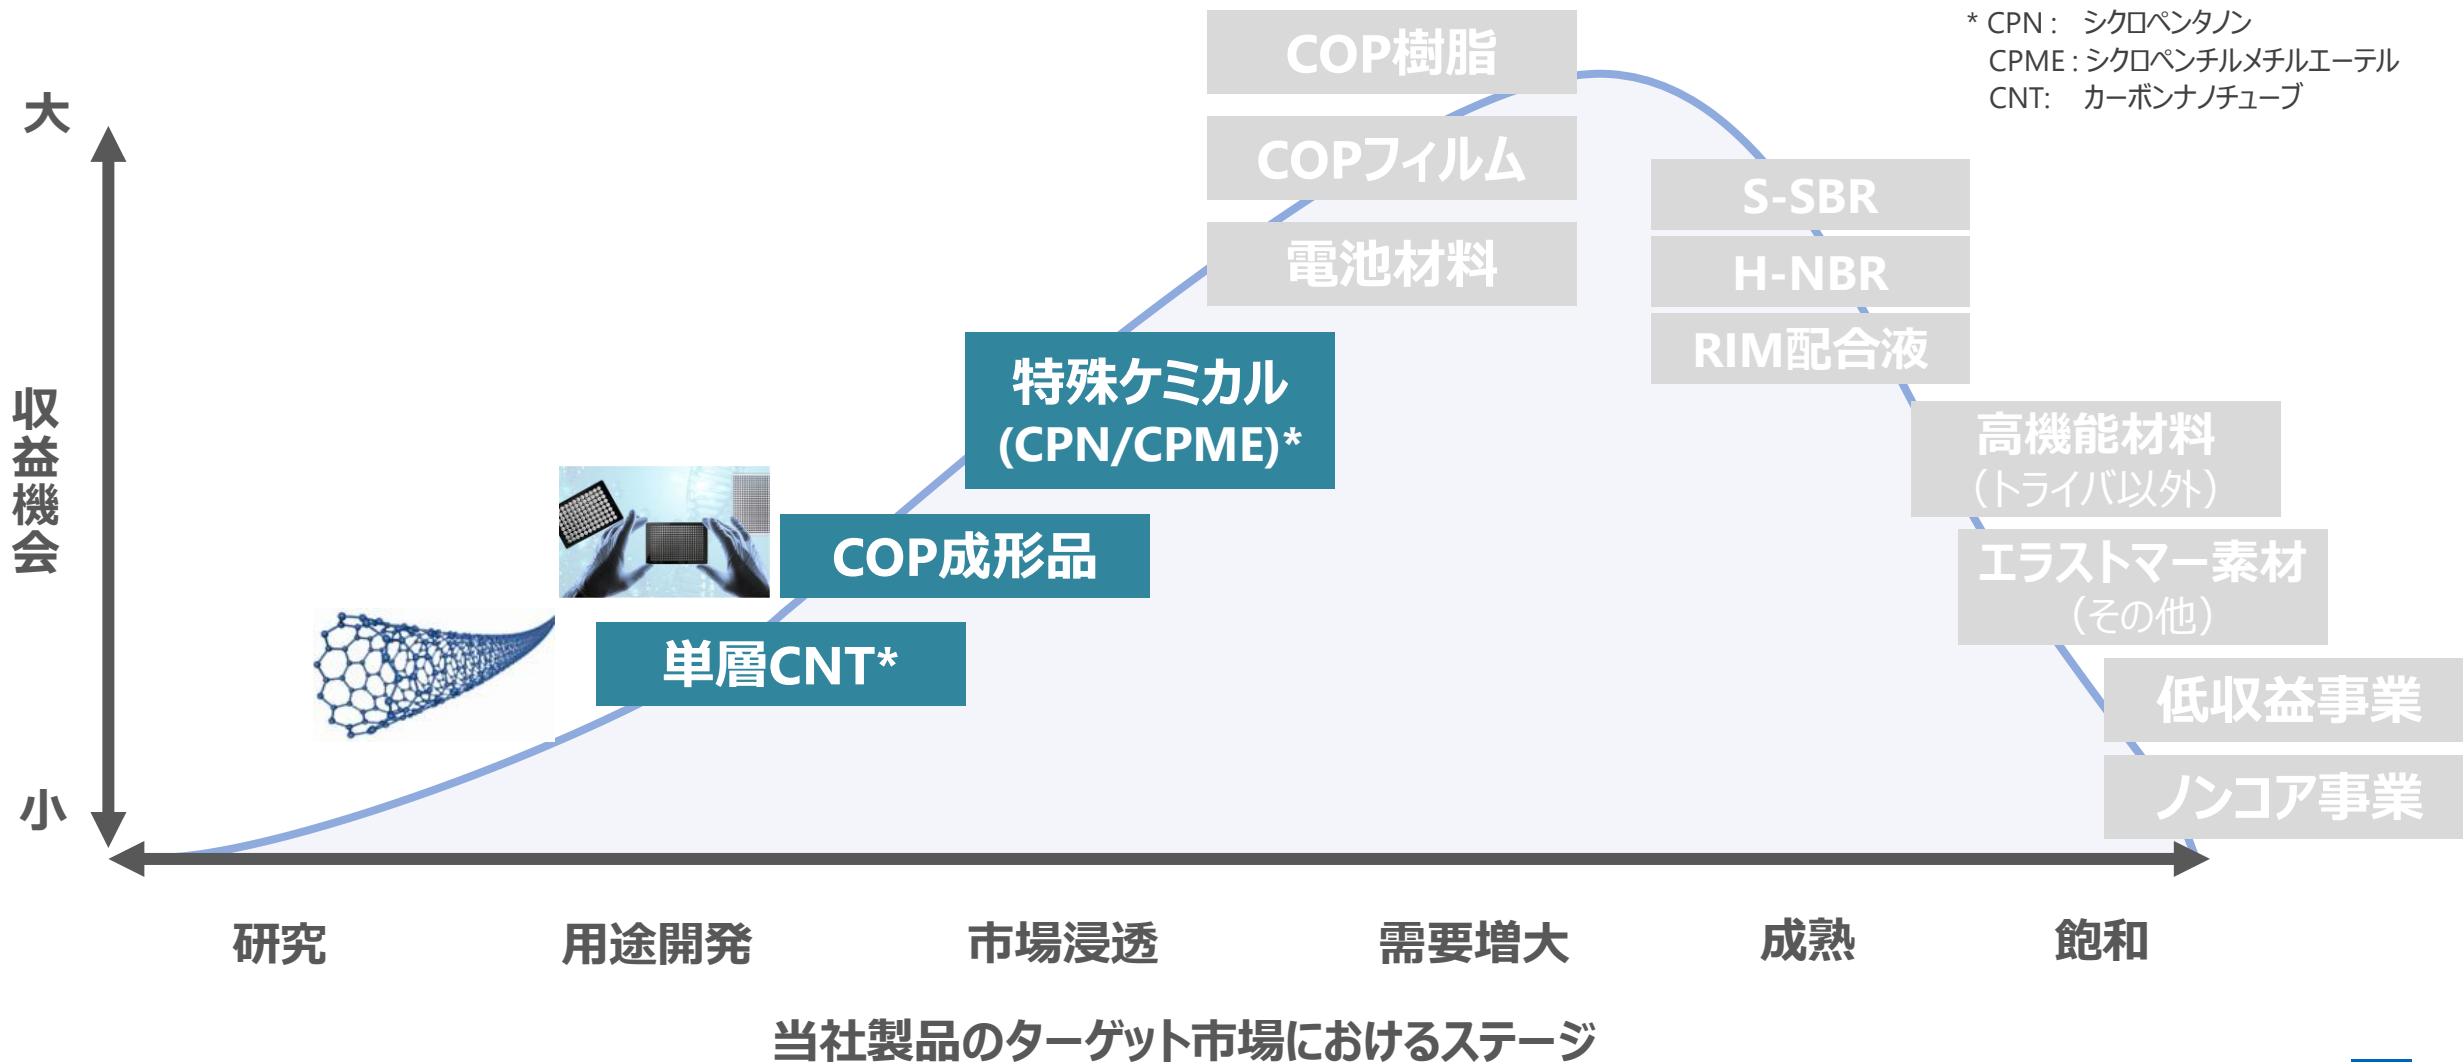 * CPN : シクロペンタノン
CPME : シクロペンチルメチルエーテル
CNT: カーボンナノチューブ
大
収益機会
小
COP樹脂
COPフィルム
電池材料
S-SBR
H-NBR
RIM配合液
特殊ケミカル
(CPN/CPME)*
高機能材料
（トライバ以外）
COP成形品
エラストマー素材
（その他）
単層CNT*
低収益事業
ノンコア事業
研究
用途開発
市場浸透
需要増大
成熟
飽和
当社製品のターゲット市場におけるステージ